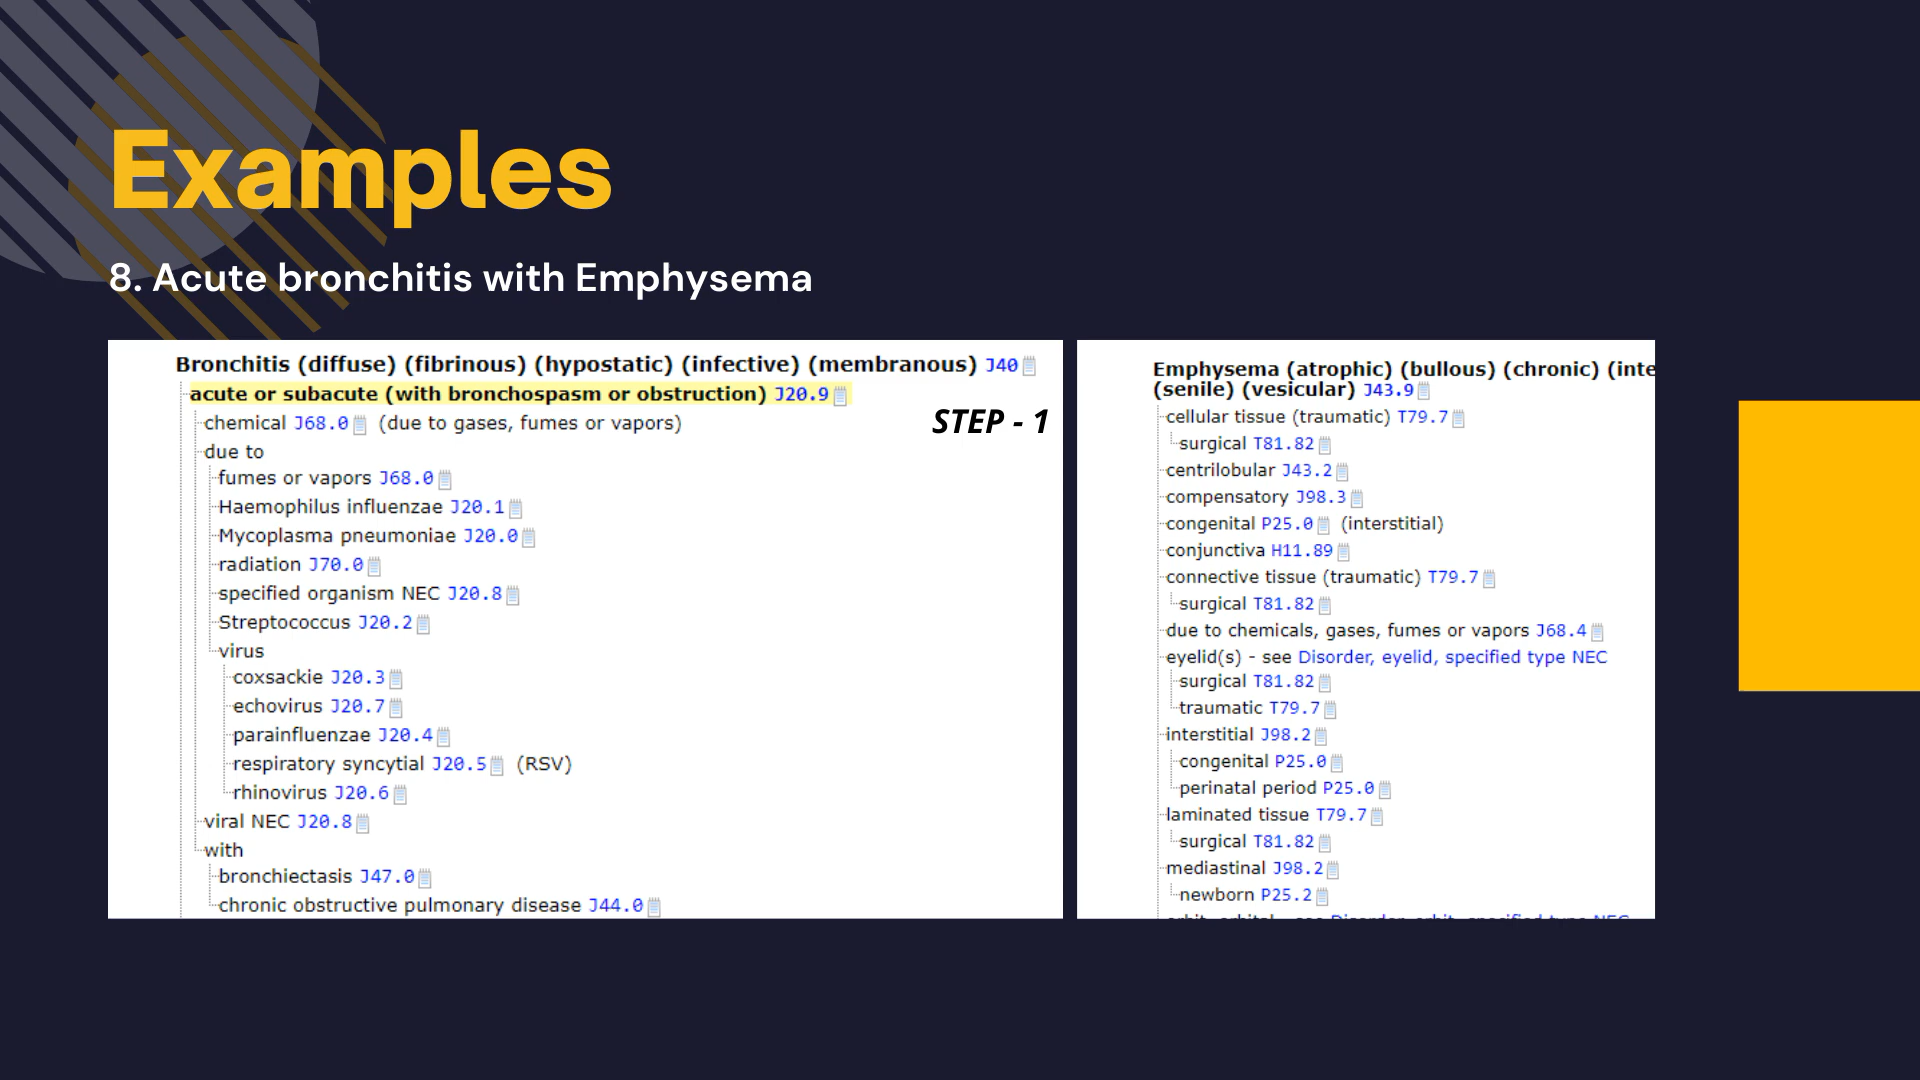 Examples
8. Acute bronchitis with Emphysema
Bronchitis (diffuse) (fibrinous) (hypostatic) (infective) (membranous) J40
acute or subacute (with bronchospasm or obstruction) J20.9
STEP - 1
chemical J68.0 (due to gases, fumes or vapors)
due to
fumes or vapors J68.0
Haemophilus influenzae J20.1
Mycoplasma pneumoniae J20.0
radiation J70.0
specified organism NEC J20.8
Streptococcus J20.2
virus
coxsackie J20.3
echovirus J20.7
parainfluenzae J20.4
respiratory syncytial J20.5 (RSV)
rhinovirus J20.6
viral NEC J20.8
with
bronchiectasis J47.0
chronic obstructive pulmonary disease J44.0
Emphysema (atrophic) (bullous) (chronic) (inte
(senile) (vesicular) J43.9
cellular tissue (traumatic) T79.7
surgical T81.82
centrilobular J43.2
compensatory J98.3
congenital P25.0 (interstitial)
conjunctiva H11.89
connective tissue (traumatic) T79.7
surgical T81.82
due to chemicals, gases, fumes or vapors J68.4
eyelid(s) - see Disorder, eyelid, specified type NEC
surgical T81.82
traumatic T79.7
interstitial J98.2
congenital P25.0
perinatal period P25.0
laminated tissue T79.7
surgical T81.82
mediastinal J98.2
newborn P25.2